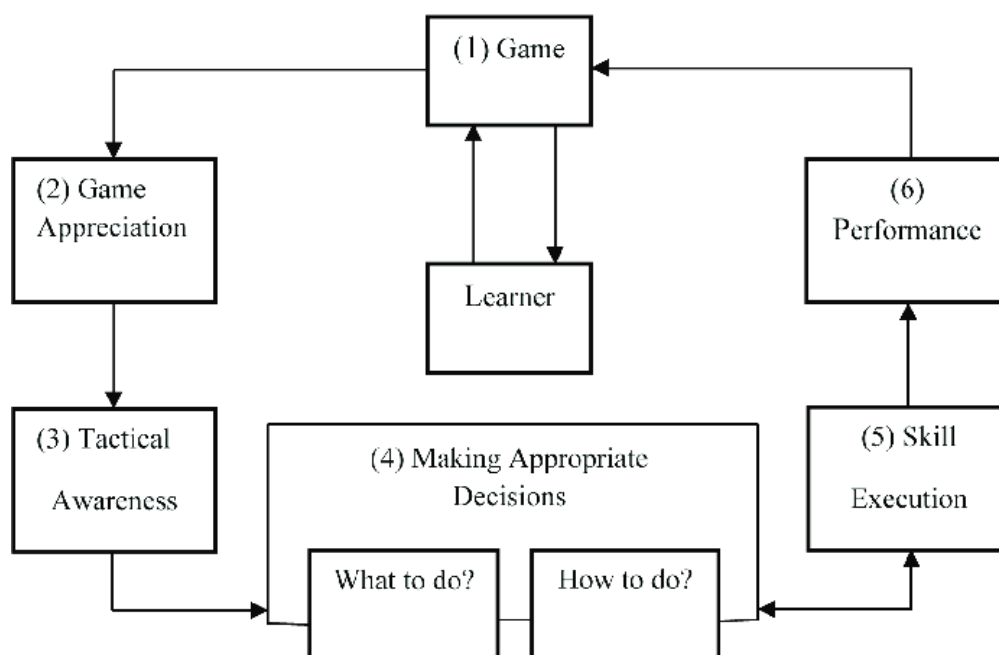 (1) Game
(2) Game
Appreciation
(6)
Performance
Learner
(3) Tactical
Awareness
(4) Making Appropriate
Decisions
(5) Skill
Execution
What to do?
How to do?